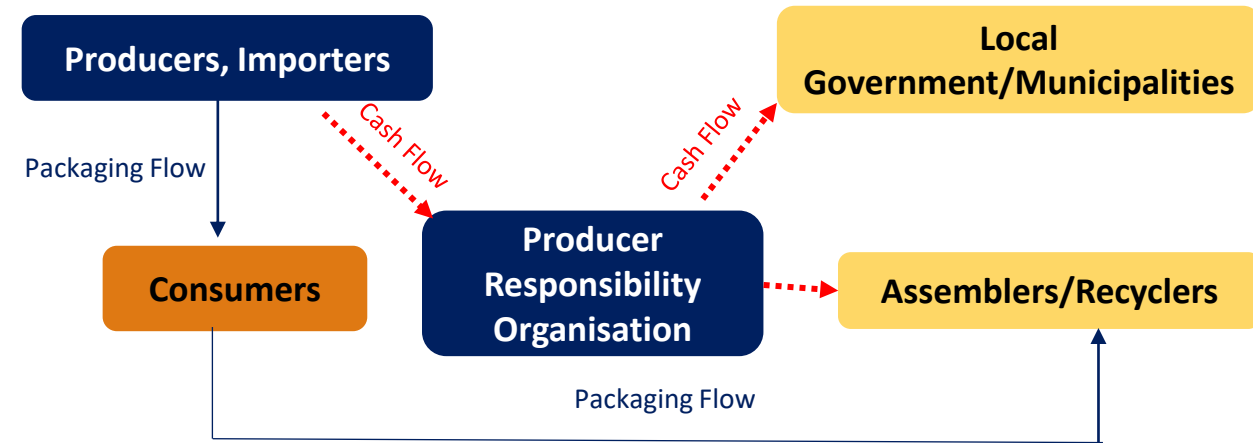 Producers, Importers
Local
Government/Municipalities
Cash Flow
Cash Flow
Packaging Flow
Producer
Responsibility
Organisation
Consumers
Assemblers/Recyclers
Packaging Flow